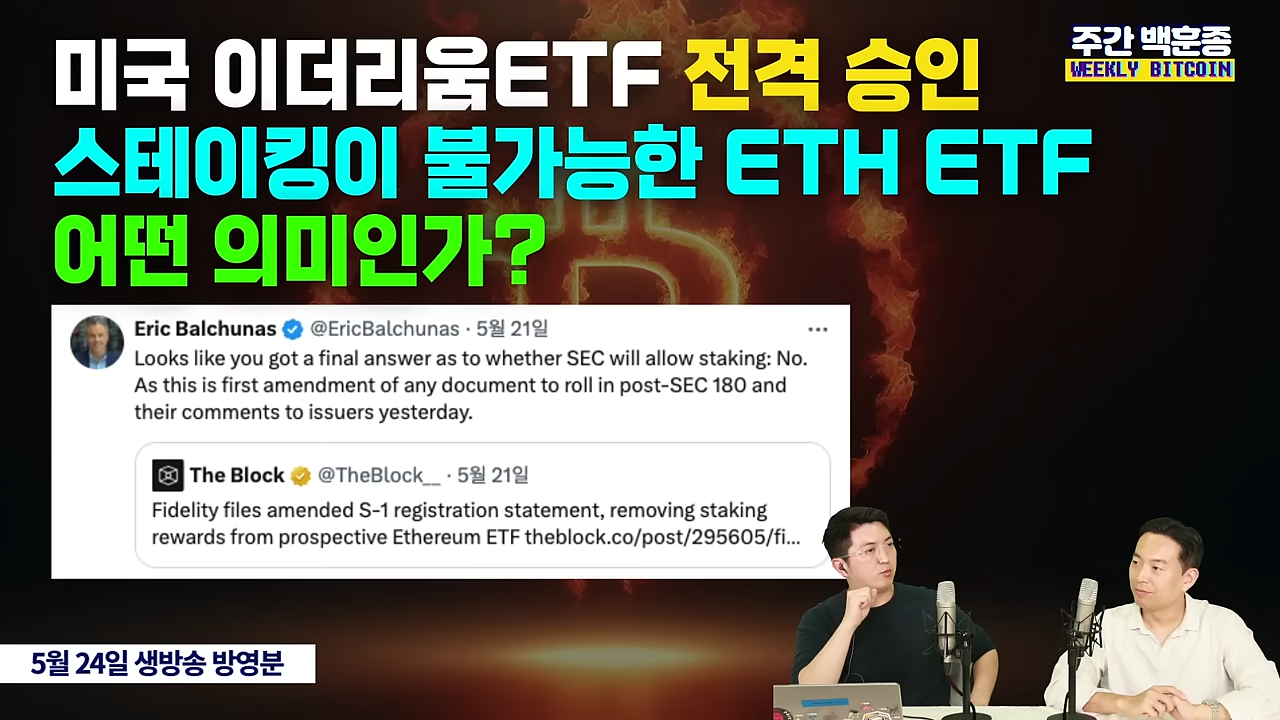 미국 이더리움ETF 전격 승인
주간 백훈종
WEEKLY BITCOIN
스테이킹이 불가능한 ETH ETF
어떤 의미인가?
Eric Balchunas @EricBalchunas · 5월 21일
Looks like you got a final answer as to whether SEC will allow staking: No.
As this is first amendment of any document to roll in post-SEC 180 and
their comments to issuers yesterday.
The Block @TheBlock__ · 5월 21일
Fidelity files amended S-1 registration statement, removing staking
rewards from prospective Ethereum ETF theblock.co/post/295605/fi...
5월 24일 생방송 방영분